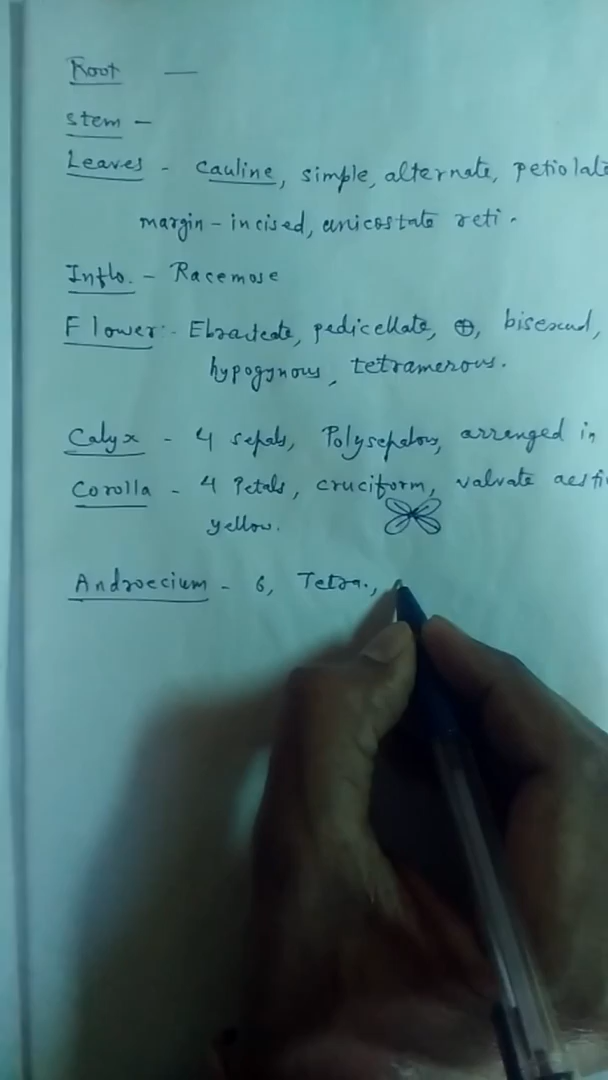 Root —
Stem —
Leaves - Cauline, simple, alternate, petiolate
margin - incised, unicostate reti.
Inflo. - Racemose
Flower:- Ebracteate, pedicellate, ⊕, bisexual,
hypogynous, tetramerous.
Calyx - 4 sepals, Polysepalous, arranged in
Corolla - 4 Petals, cruciform, valvate aesti
yellow.
Androecium - 6, Tetra.,